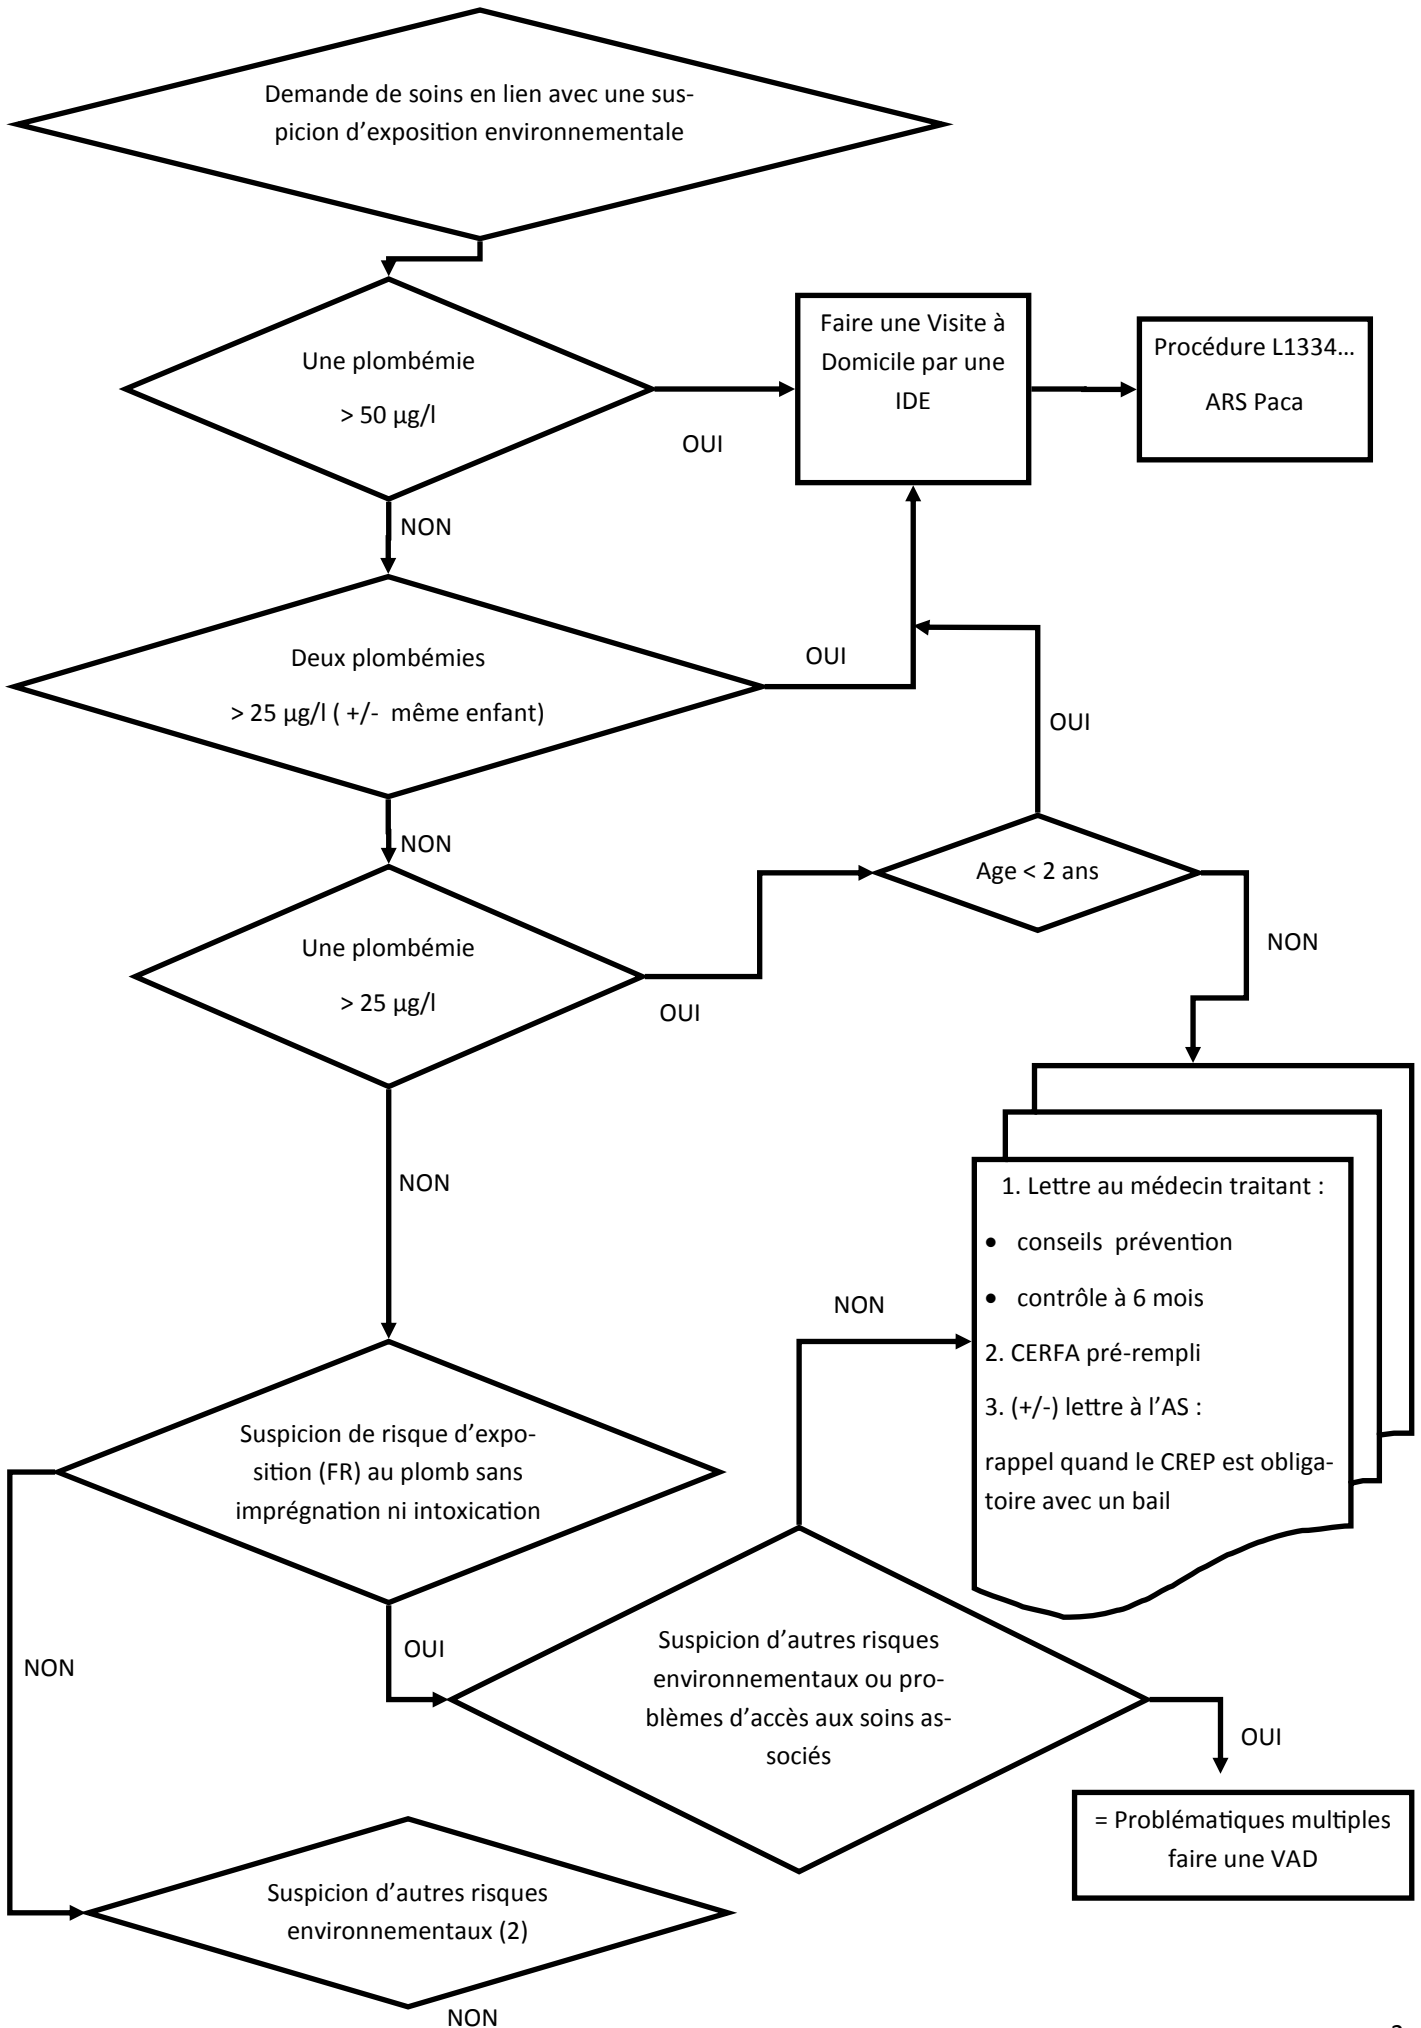 Demande de soins en lien avec une sus-
picion d’exposition environnementale
Une plombémie
> 50 µg/l
OUI
Faire une Visite à
Domicile par une
IDE
Procédure L1334…
ARS Paca
NON
Deux plombémies
> 25 µg/l ( +/-  même enfant)
OUI
OUI
NON
Age < 2 ans
Une plombémie
> 25 µg/l
OUI
NON
NON
1. Lettre au médecin traitant :
• conseils  prévention
• contrôle à 6 mois
2. CERFA pré-rempli
3. (+/-) lettre à l’AS :
rappel quand le CREP est obliga-
toire avec un bail
NON
Suspicion de risque d’expo-
sition (FR) au plomb sans
imprégnation ni intoxication
OUI
NON
Suspicion d’autres risques
environnementaux ou pro-
blèmes d’accès aux soins as-
sociés
OUI
= Problématiques multiples
faire une VAD
Suspicion d’autres risques
environnementaux (2)
NON